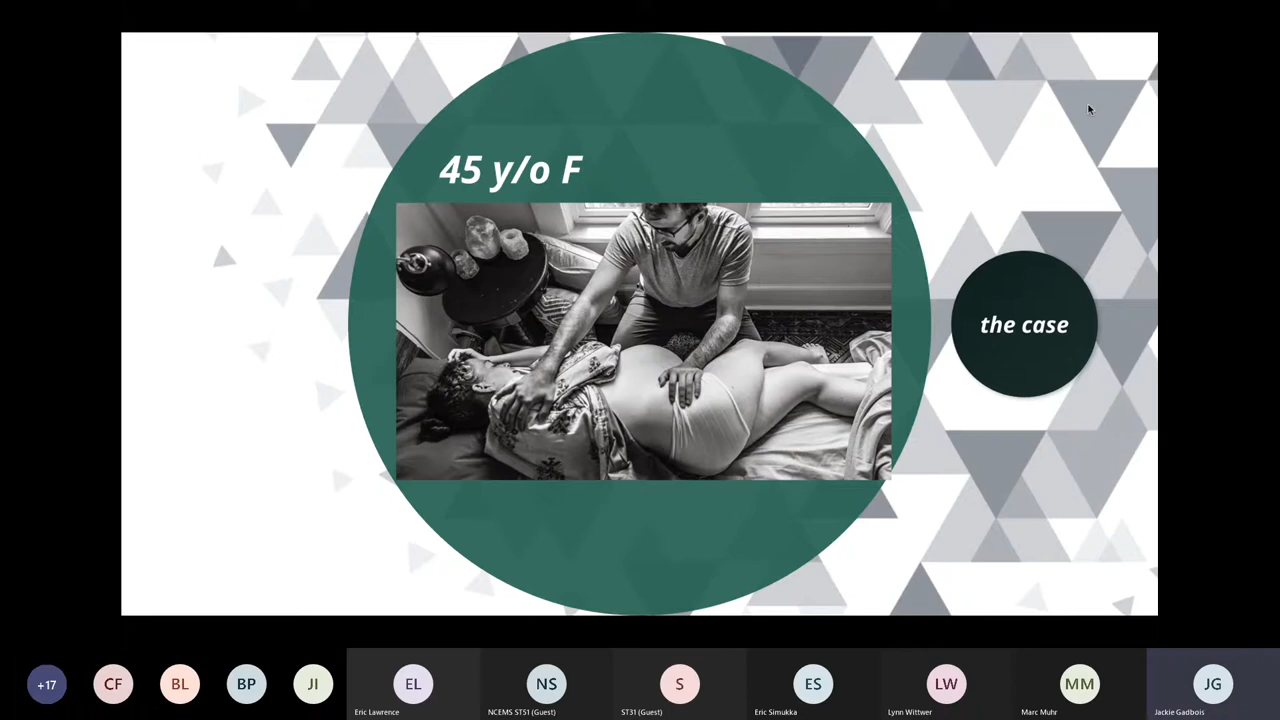 45 y/o F
the case
+17
CF
BL
BP
JI
EL
NS
S
ES
LW
MM
JG
Eric Lawrence
NCEMS ST51 (Guest)
ST31 (Guest)
Eric Simukka
Lynn Wittwer
Marc Muhr
Jackie Gadbois